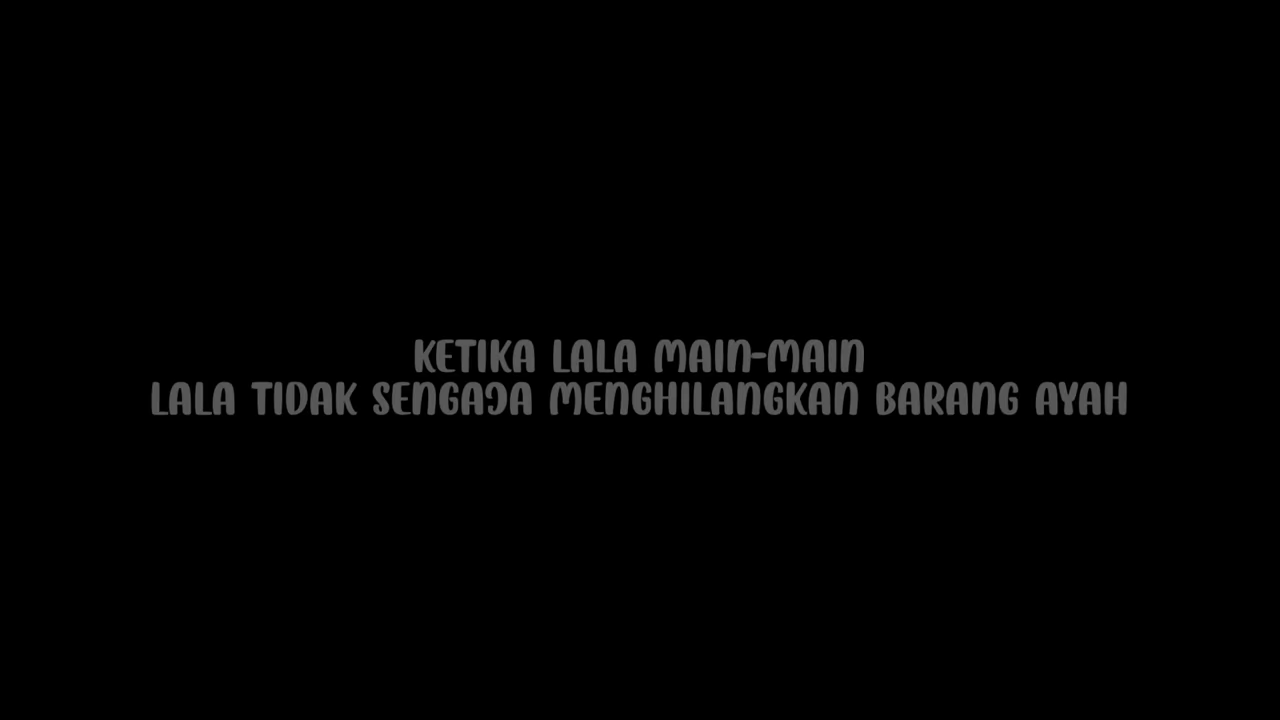 KETIKA LALA MAIN-MAIN
LALA TIDAK SENGAJA MENGHILANGKAN BARANG AYAH